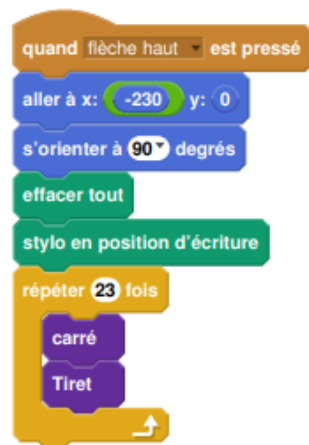 quand flèche haut est pressé
aller à x: -230 y: 0
s'orienter à 90 degrés
effacer tout
stylo en position d'écriture
répéter 23 fois
carré
Tiret